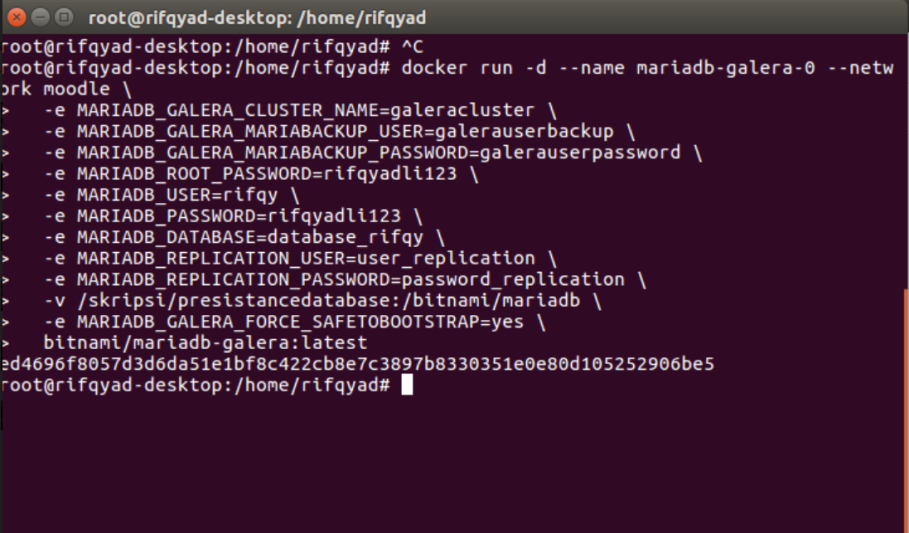 root@rifqyad-desktop: /home/rifqyad
root@rifqyad-desktop:/home/rifqyad# ^C
root@rifqyad-desktop:/home/rifqyad# docker run -d --name mariadb-galera-0 --netw
ork moodle \
>   -e MARIADB_GALERA_CLUSTER_NAME=galeracluster \
>   -e MARIADB_GALERA_MARIABACKUP_USER=galerauserbackup \
>   -e MARIADB_GALERA_MARIABACKUP_PASSWORD=galerauserpassword \
>   -e MARIADB_ROOT_PASSWORD=rifqyadli123 \
>   -e MARIADB_USER=rifqy \
>   -e MARIADB_PASSWORD=rifqyadli123 \
>   -e MARIADB_DATABASE=database_rifqy \
>   -e MARIADB_REPLICATION_USER=user_replication \
>   -e MARIADB_REPLICATION_PASSWORD=password_replication \
>   -v /skripsi/presistancedatabase:/bitnami/mariadb \
>   -e MARIADB_GALERA_FORCE_SAFETOBOOTSTRAP=yes \
>   bitnami/mariadb-galera:latest
ed4696f8057d3d6da51e1bf8c422cb8e7c3897b8330351e0e80d105252906be5
root@rifqyad-desktop:/home/rifqyad#